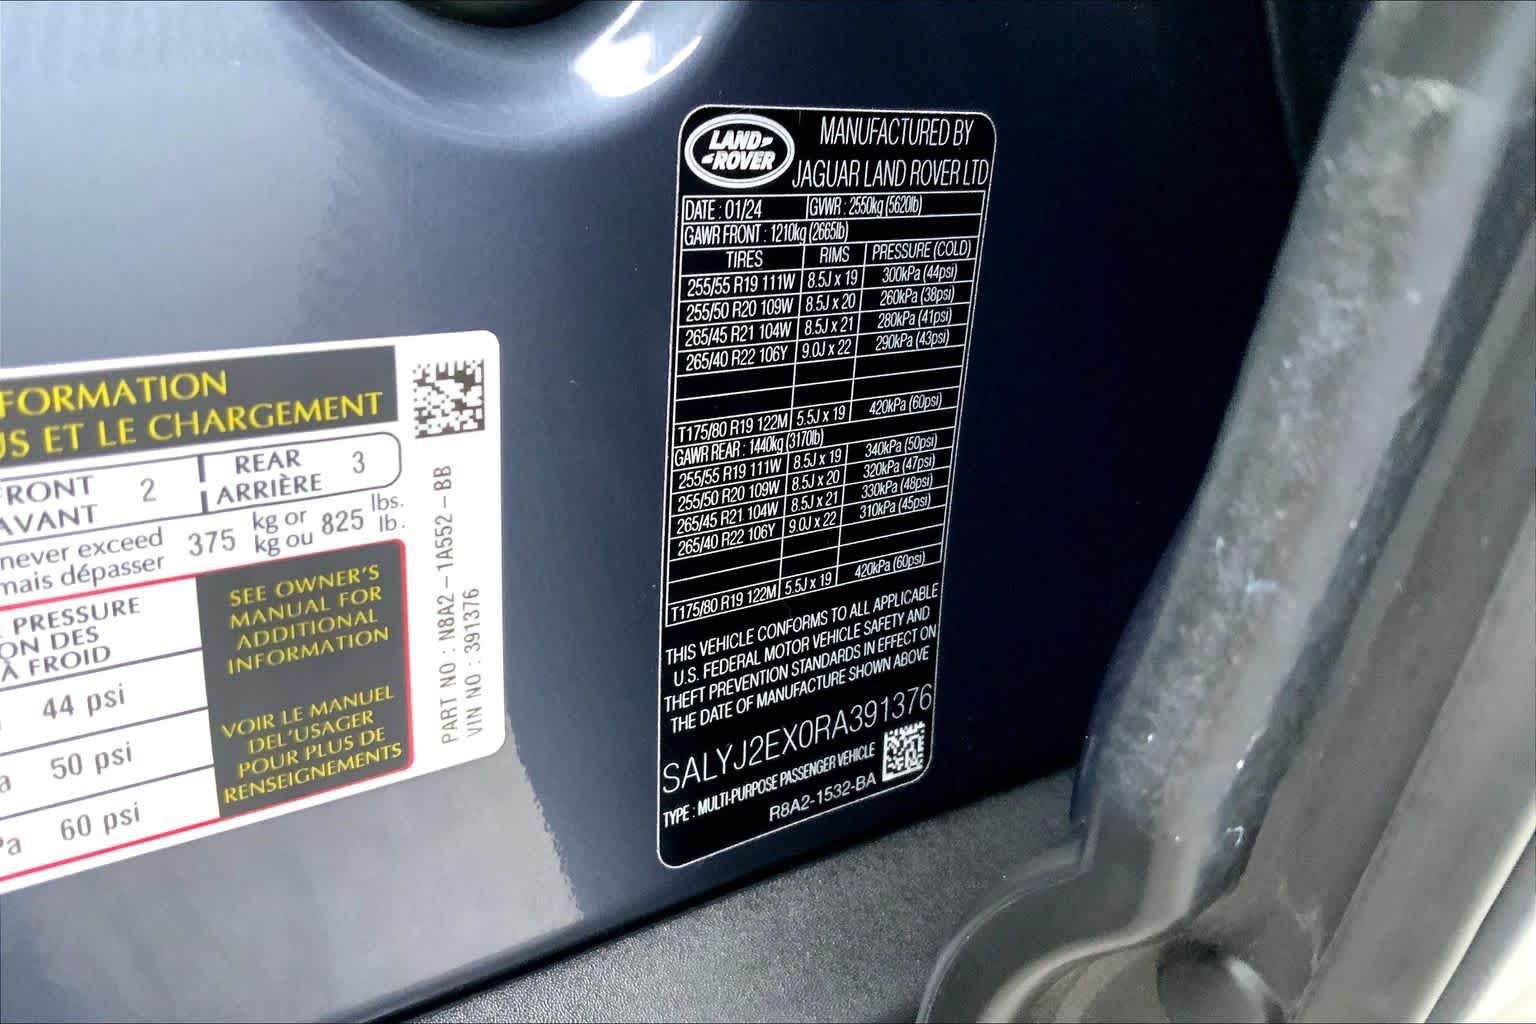 FORMATION
US ET LE CHARGEMENT
FRONT 2 REAR 3
AVANT ARRIÈRE
never exceed 375 kg or 825 lbs.
mais dépasser kg ou lb.
PRESSURE
ON DES
À FROID
44 psi
50 psi
Pa 60 psi
SEE OWNER'S
MANUAL FOR
ADDITIONAL
INFORMATION
VOIR LE MANUEL
DEL'USAGER
POUR PLUS DE
RENSEIGNEMENTS
PART NO : N8A2-1A552-BB
VIN NO : 391376
LAND
ROVER
MANUFACTURED BY
JAGUAR LAND ROVER LTD
DATE : 01/24 GVWR : 2550kg (5620lb)
GAWR FRONT : 1210kg (2665lb)
TIRES RIMS PRESSURE (COLD)
255/55 R19 111W 8.5J x 19 300kPa (44psi)
255/50 R20 109W 8.5J x 20 260kPa (38psi)
265/45 R21 104W 8.5J x 21 280kPa (41psi)
265/40 R22 106Y 9.0J x 22 290kPa (43psi)
T175/80 R19 122M 5.5J x 19 420kPa (60psi)
GAWR REAR : 1440kg (3170lb)
255/55 R19 111W 8.5J x 19 340kPa (50psi)
255/50 R20 109W 8.5J x 20 320kPa (47psi)
265/45 R21 104W 8.5J x 21 330kPa (48psi)
265/40 R22 106Y 9.0J x 22 310kPa (45psi)
T175/80 R19 122M 5.5J x 19 420kPa (60psi)
THIS VEHICLE CONFORMS TO ALL APPLICABLE
U.S. FEDERAL MOTOR VEHICLE SAFETY AND
THEFT PREVENTION STANDARDS IN EFFECT ON
THE DATE OF MANUFACTURE SHOWN ABOVE
SALYJ2EX0RA391376
TYPE : MULTI-PURPOSE PASSENGER VEHICLE
R8A2-1532-BA